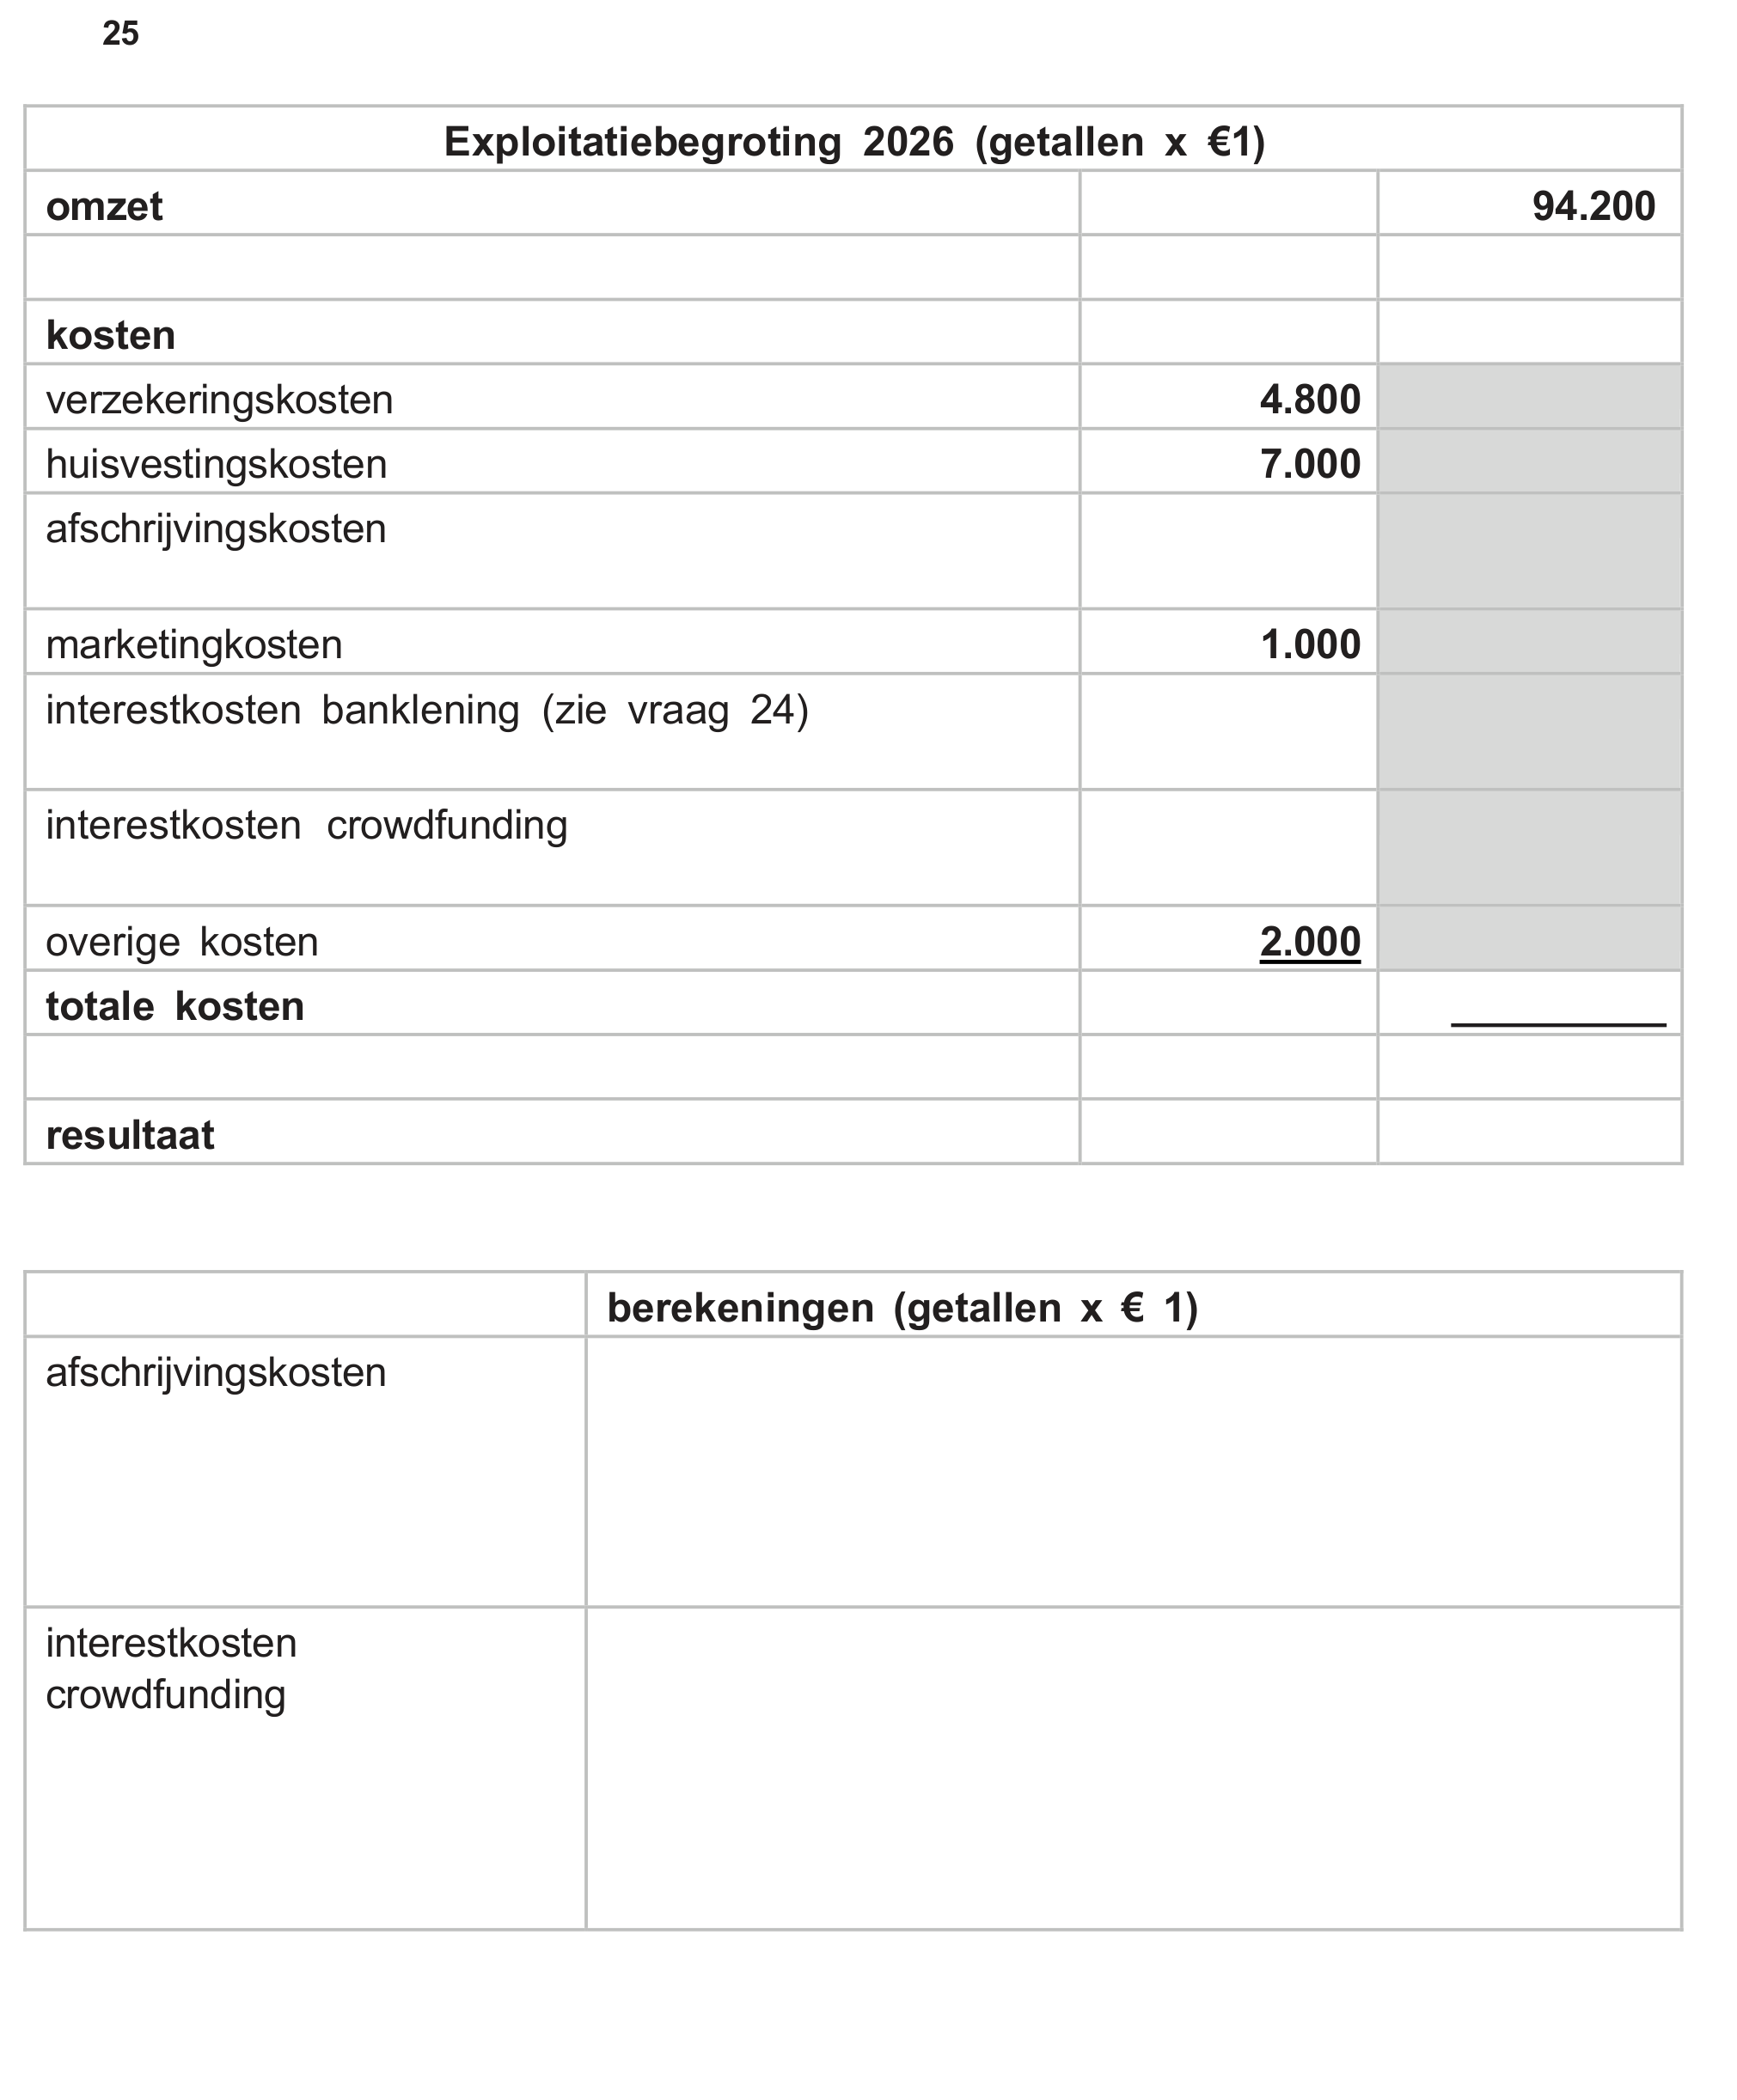 25
Exploitatiebegroting 2026 (getallen x €1)
omzet 94.200
kosten
verzekeringskosten 4.800
huisvestingskosten 7.000
afschrijvingskosten
marketingkosten 1.000
interestkosten banklening (zie vraag 24)
interestkosten crowdfunding
overige kosten 2.000
totale kosten
resultaat
berekeningen (getallen x € 1)
afschrijvingskosten
interestkosten
crowdfunding